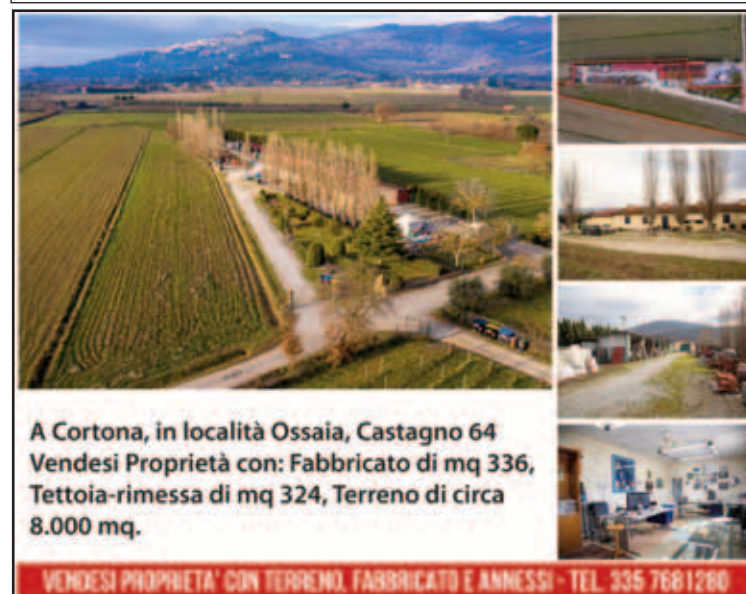 A Cortona, in località Ossaia, Castagno 64
Vendesi Proprietà con: Fabbricato di mq 336,
Tettoia-rimessa di mq 324, Terreno di circa
8.000 mq.
VENDESI PROPRIETA' CON TERRENO, FABBRICATO E ANNESSI - TEL. 335 7681280